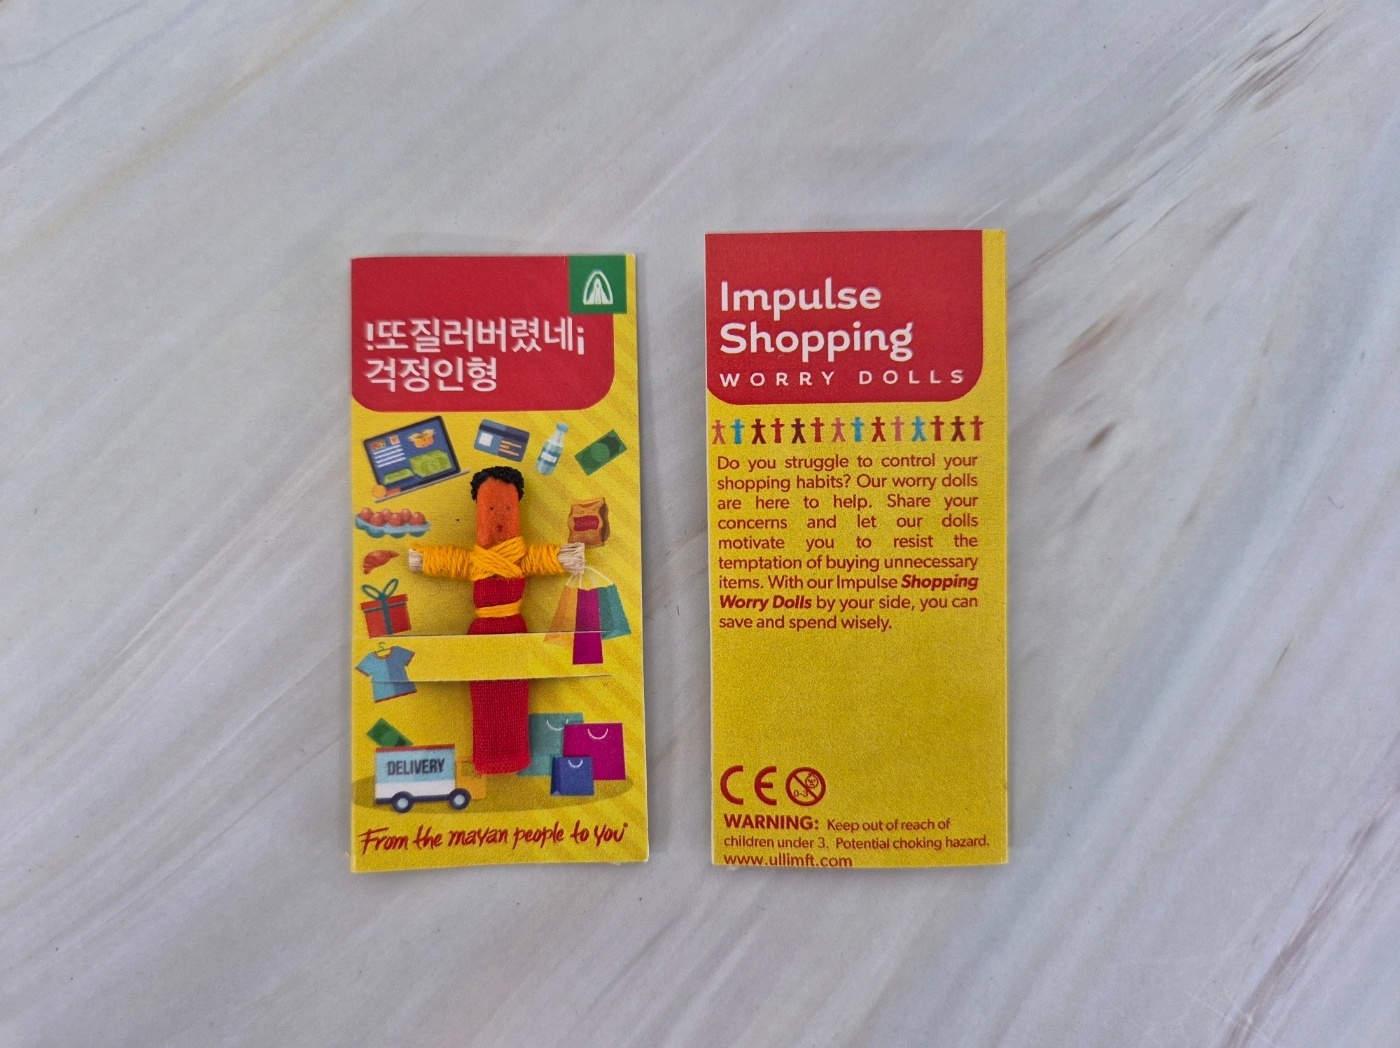 !또질러버렸네¡
걱정인형
DELIVERY
From the mayan people to you
Impulse
Shopping
WORRY DOLLS
Do you struggle to control your
shopping habits? Our worry dolls
are here to help. Share your
concerns and let our dolls
motivate you to resist the
temptation of buying unnecessary
items. With our Impulse Shopping
Worry Dolls by your side, you can
save and spend wisely.
CE 0-3
WARNING: Keep out of reach of
children under 3. Potential choking hazard.
www.ullimft.com